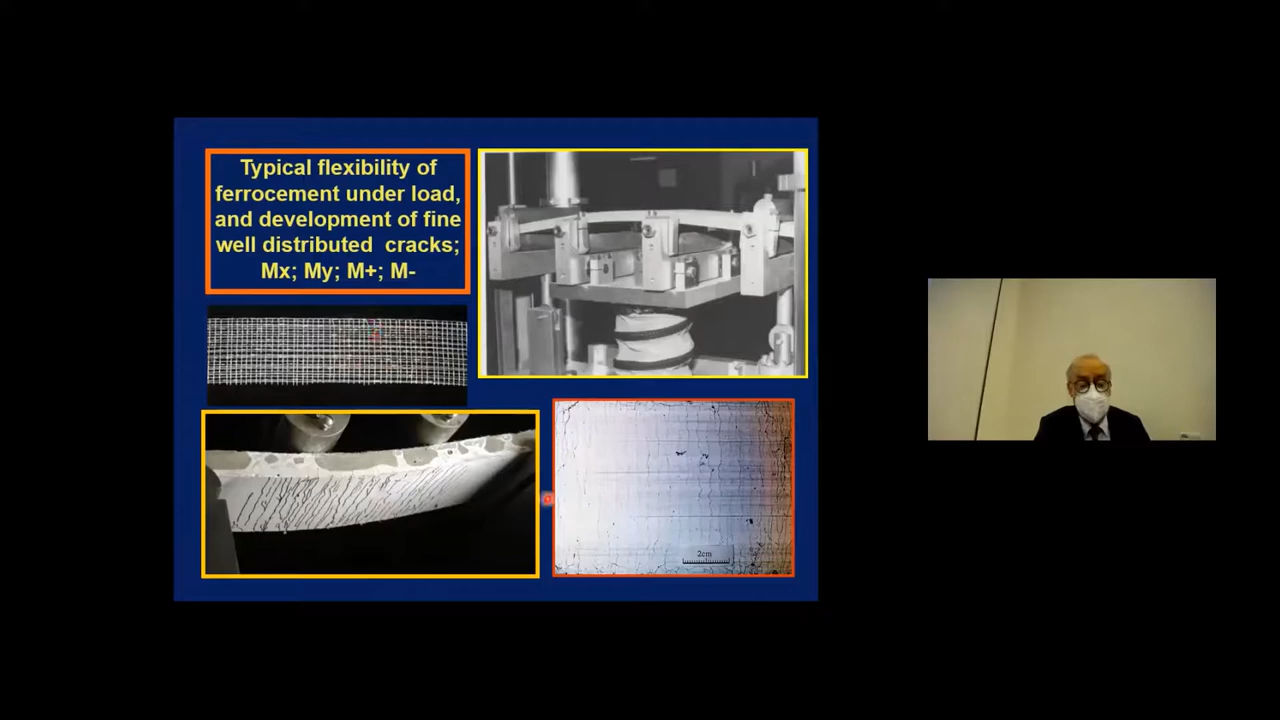 Typical flexibility of
ferrocement under load,
and development of fine
well distributed cracks;
Mx; My; M+; M-
2cm